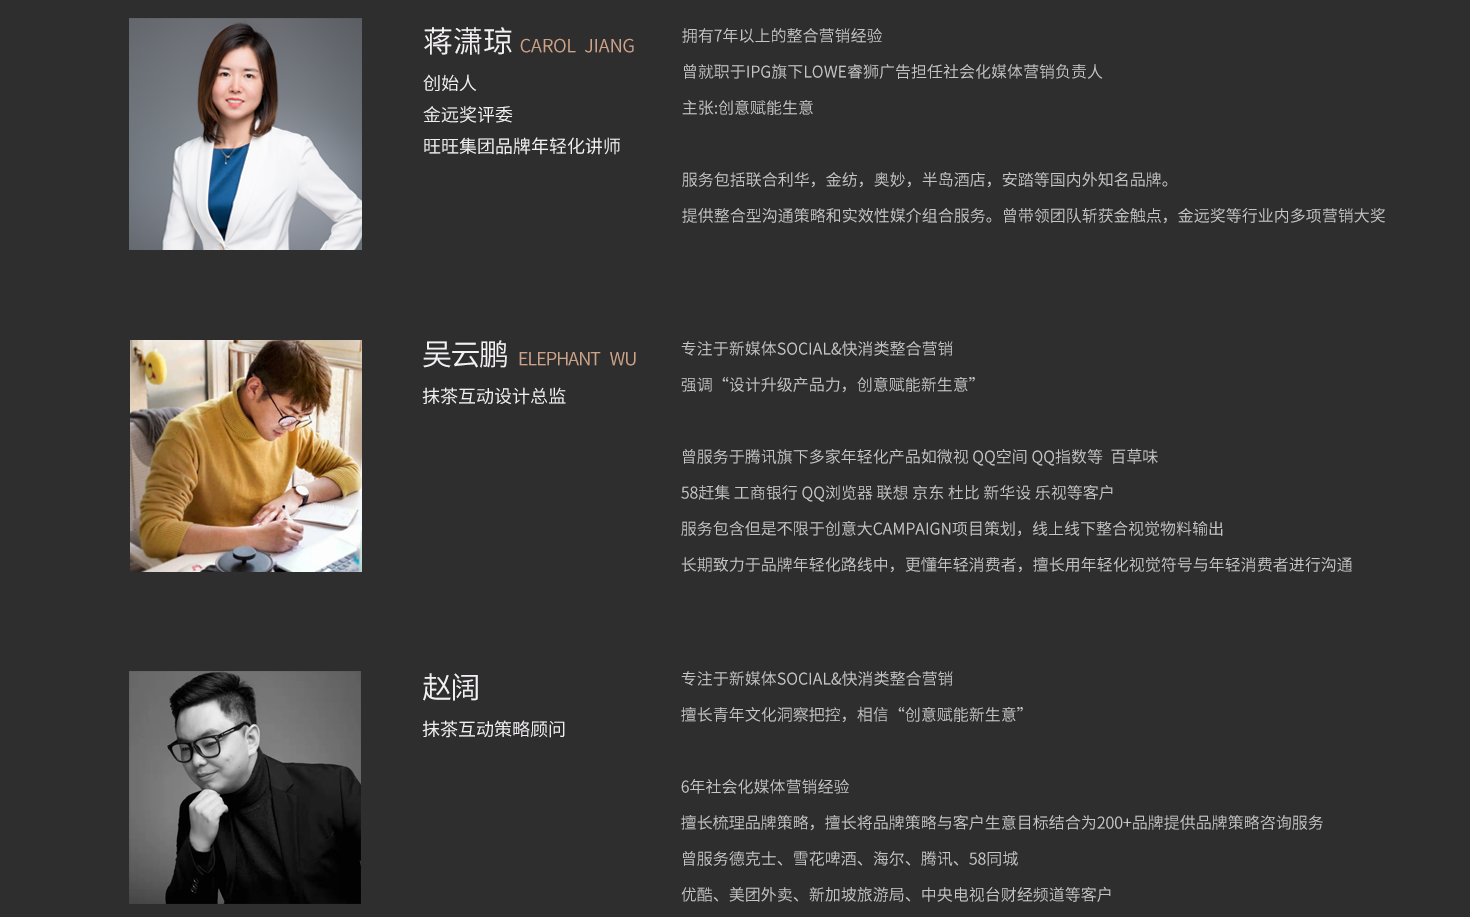 蒋潇琼 CAROL JIANG
创始人
金远奖评委
旺旺集团品牌年轻化讲师
拥有7年以上的整合营销经验
曾就职于IPG旗下LOWE睿狮广告担任社会化媒体营销负责人
主张:创意赋能生意
服务包括联合利华，金纺，奥妙，半岛酒店，安踏等国内外知名品牌。
提供整合型沟通策略和实效性媒介组合服务。曾带领团队斩获金触点，金远奖等行业内多项营销大奖
吴云鹏 ELEPHANT WU
抹茶互动设计总监
专注于新媒体SOCIAL&快消类整合营销
强调“设计升级产品力，创意赋能新生意”
曾服务于腾讯旗下多家年轻化产品如微视 QQ空间 QQ指数等 百草味
58赶集 工商银行 QQ浏览器 联想 京东 杜比 新华设 乐视等客户
服务包含但是不限于创意大CAMPAIGN项目策划，线上线下整合视觉物料输出
长期致力于品牌年轻化路线中，更懂年轻消费者，擅长用年轻化视觉符号与年轻消费者进行沟通
赵阔
抹茶互动策略顾问
专注于新媒体SOCIAL&快消类整合营销
擅长青年文化洞察把控，相信“创意赋能新生意”
6年社会化媒体营销经验
擅长梳理品牌策略，擅长将品牌策略与客户生意目标结合为200+品牌提供品牌策略咨询服务
曾服务德克士、雪花啤酒、海尔、腾讯、58同城
优酷、美团外卖、新加坡旅游局、中央电视台财经频道等客户